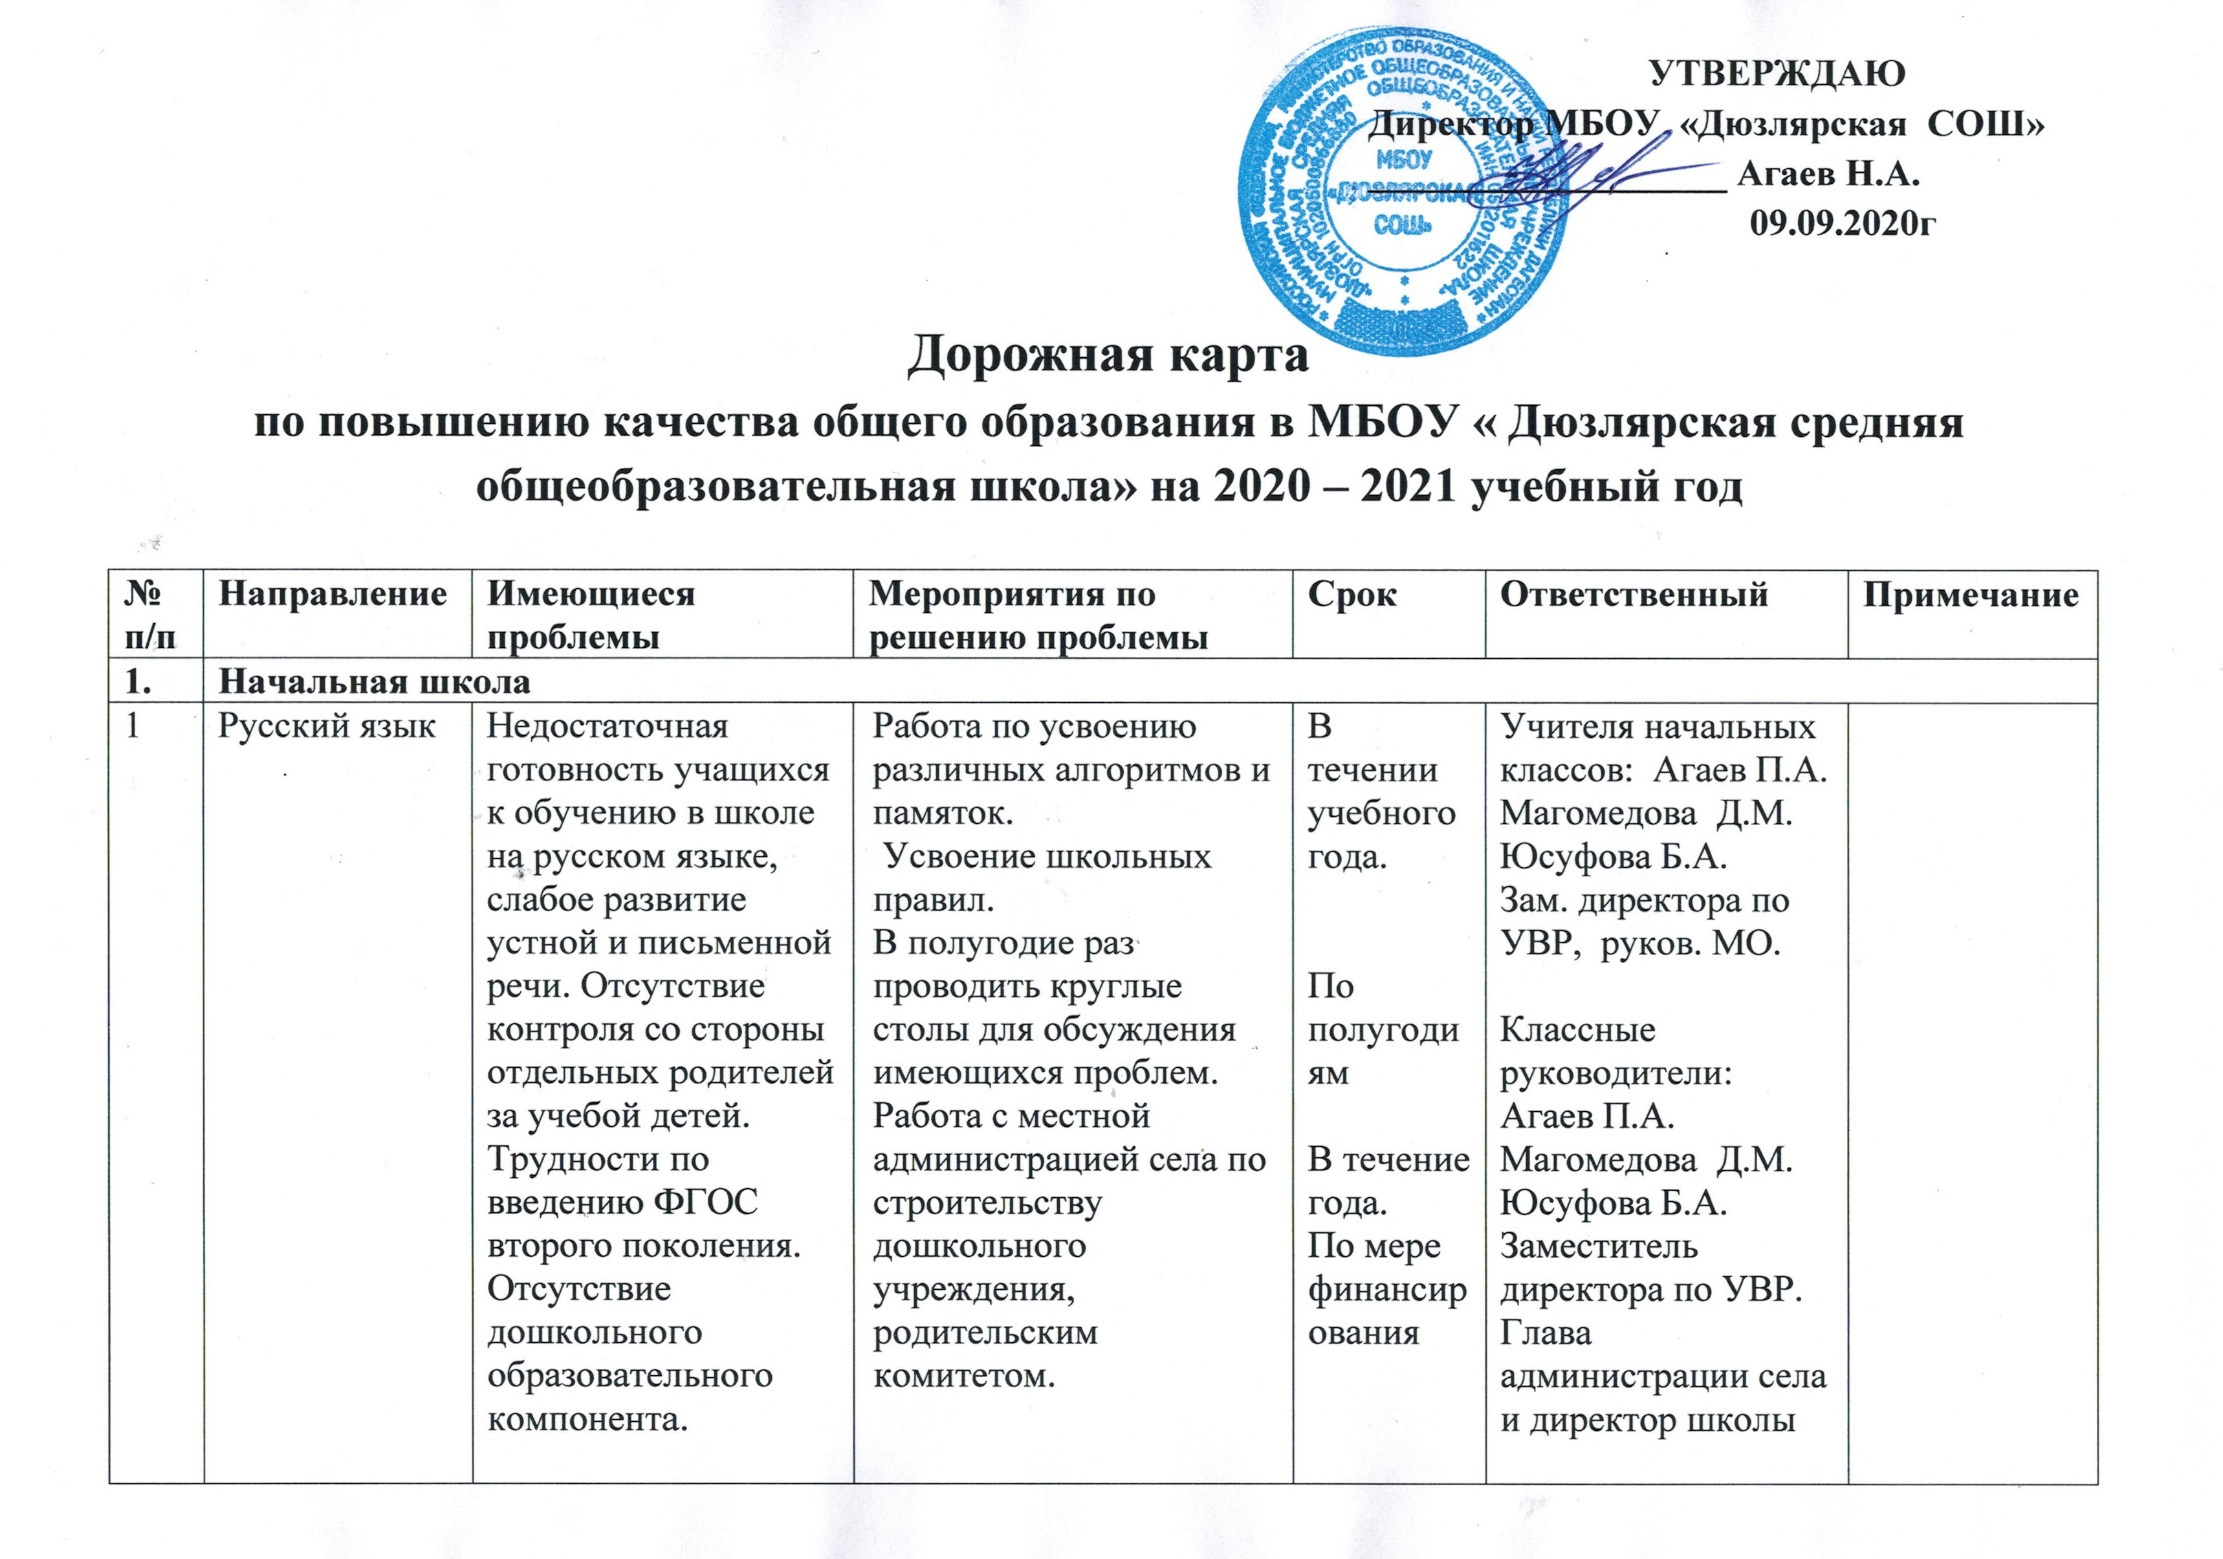 УТВЕРЖДАЮ
Директор МБОУ «Дюзлярская СОШ»
Агаев Н.А.
09.09.2020г
МБОУ
«ДЮЗЛЯРСКАЯ
СОШ»
Дорожная карта
по повышению качества общего образования в МБОУ « Дюзлярская средняя
общеобразовательная школа» на 2020 – 2021 учебный год
№ п/п
Направление
Имеющиеся
проблемы
Мероприятия по
решению проблемы
Срок
Ответственный
Примечание
1. Начальная школа
1
Русский язык
Недостаточная
готовность учащихся
к обучению в школе
на русском языке,
слабое развитие
устной и письменной
речи. Отсутствие
контроля со стороны
отдельных родителей
за учебой детей.
Трудности по
введению ФГОС
второго поколения.
Отсутствие
дошкольного
образовательного
компонента.
Работа по усвоению
различных алгоритмов и
памяток.
Усвоение школьных
правил.
В полугодие раз
проводить круглые
столы для обсуждения
имеющихся проблем.
Работа с местной
администрацией села по
строительству
дошкольного
учреждения,
родительским
комитетом.
В
течении
учебного
года.
По
полугоди
ям
В течение
года.
По мере
финансир
ования
Учителя начальных
классов: Агаев П.А.
Магомедова Д.М.
Юсуфова Б.А.
Зам. директора по
УВР, руков. МО.
Классные
руководители:
Агаев П.А.
Магомедова Д.М.
Юсуфова Б.А.
Заместитель
директора по УВР.
Глава
администрации села
и директор школы